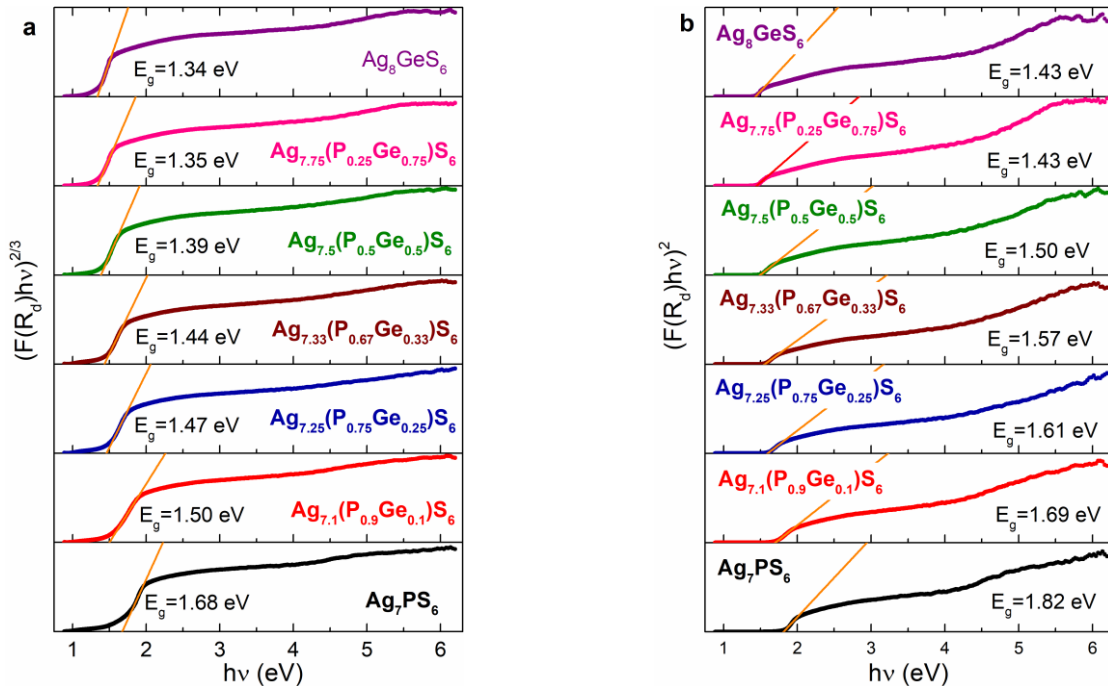 a
Ag8GeS6
Eg=1.34 eV
Ag7.75(P0.25Ge0.75)S6
Eg=1.35 eV
Ag7.5(P0.5Ge0.5)S6
Eg=1.39 eV
Ag7.33(P0.67Ge0.33)S6
Eg=1.44 eV
Ag7.25(P0.75Ge0.25)S6
Eg=1.47 eV
Ag7.1(P0.9Ge0.1)S6
Eg=1.50 eV
Eg=1.68 eV
Ag7PS6
(F(Rd)hν)2/3
1 2 3 4 5 6
hν (eV)
b
Ag8GeS6
Eg=1.43 eV
Ag7.75(P0.25Ge0.75)S6
Eg=1.43 eV
Ag7.5(P0.5Ge0.5)S6
Eg=1.50 eV
Ag7.33(P0.67Ge0.33)S6
Eg=1.57 eV
Ag7.25(P0.75Ge0.25)S6
Eg=1.61 eV
Ag7.1(P0.9Ge0.1)S6
Eg=1.69 eV
Ag7PS6
Eg=1.82 eV
(F(Rd)hν)2
1 2 3 4 5 6
hν (eV)